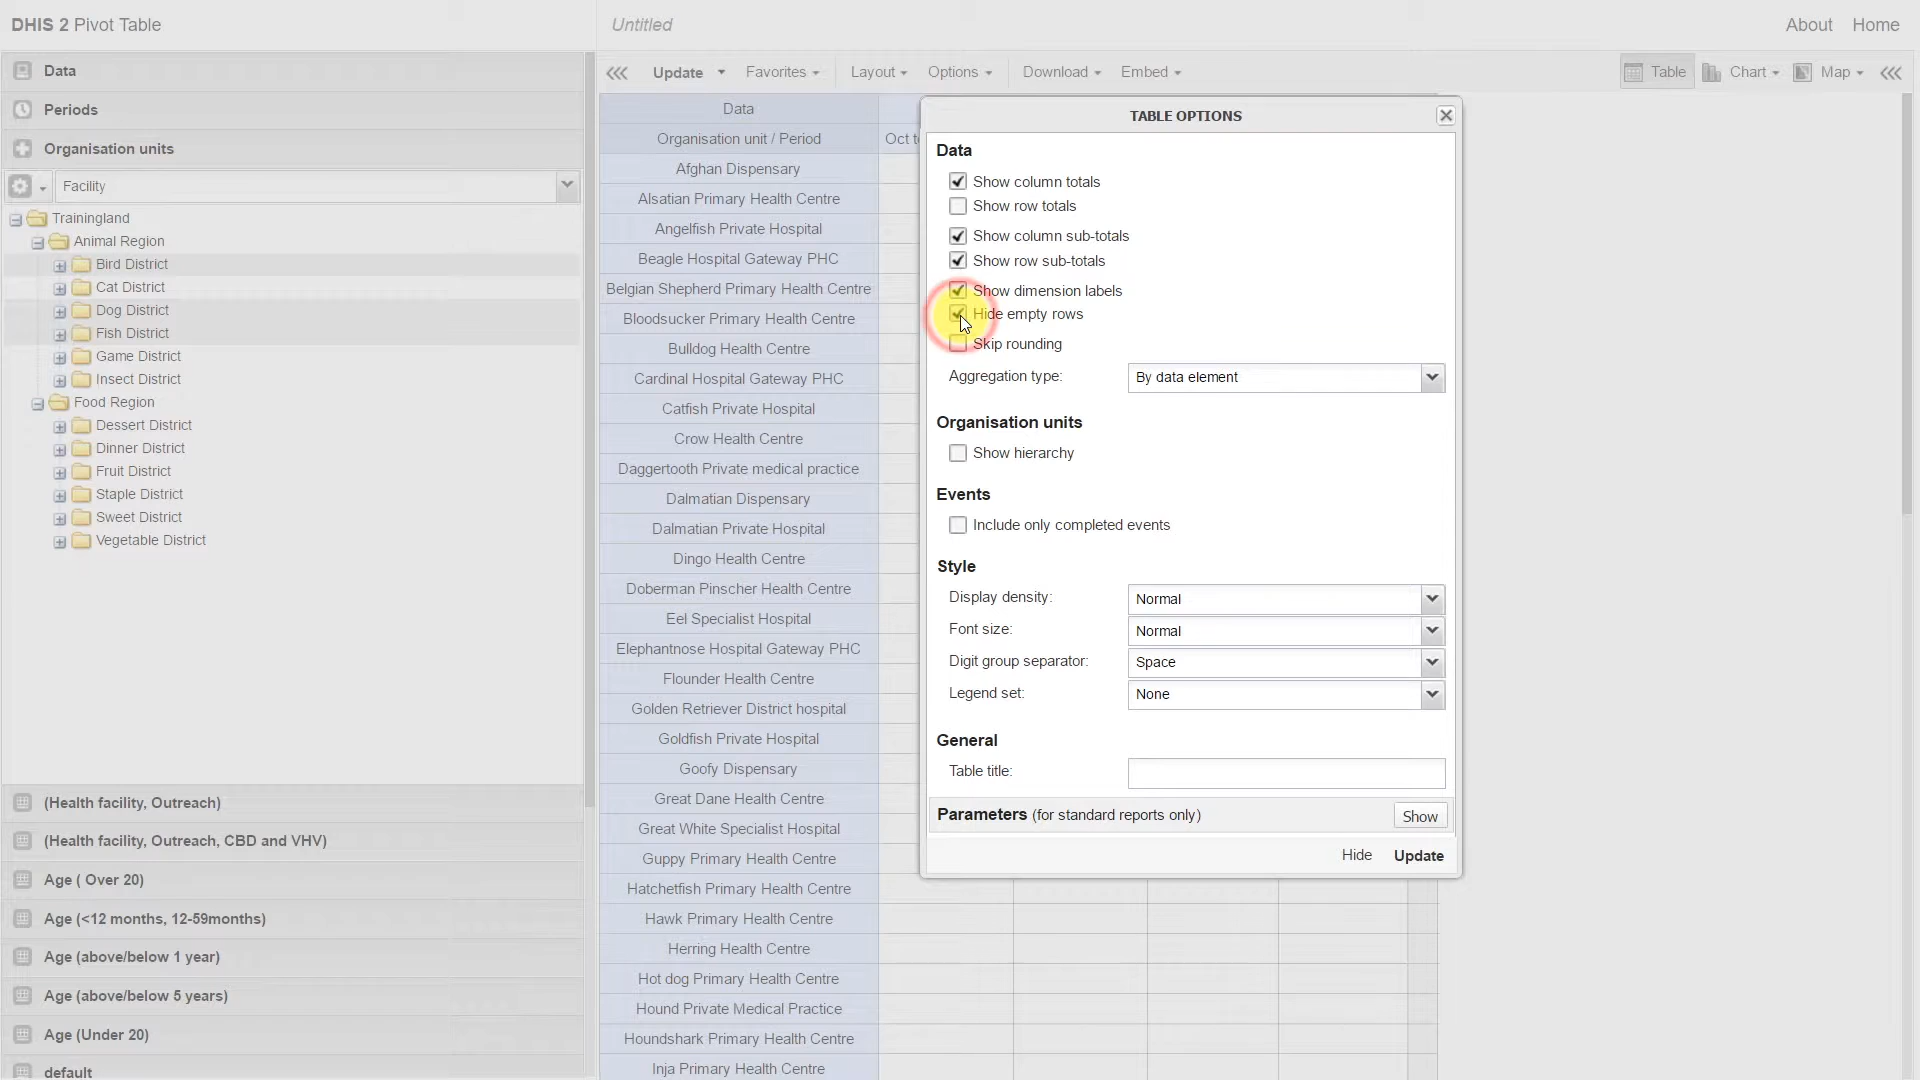 DHIS 2 Pivot Table
Untitled
About
Home
Data
Periods
Organisation units
Facility
Trainingland
Animal Region
Bird District
Cat District
Dog District
Fish District
Game District
Insect District
Food Region
Dessert District
Dinner District
Fruit District
Staple District
Sweet District
Vegetable District
(Health facility, Outreach)
(Health facility, Outreach, CBD and VHV)
Age ( Over 20)
Age (<12 months, 12-59months)
Age (above/below 1 year)
Age (above/below 5 years)
Age (Under 20)
default
Update
Favorites
Layout
Options
Download
Embed
Table
Chart
Map
Data
Organisation unit / Period
Oct
Afghan Dispensary
Alsatian Primary Health Centre
Angelfish Private Hospital
Beagle Hospital Gateway PHC
Belgian Shepherd Primary Health Centre
Bloodsucker Primary Health Centre
Bulldog Health Centre
Cardinal Hospital Gateway PHC
Catfish Private Hospital
Crow Health Centre
Daggertooth Private medical practice
Dalmatian Dispensary
Dalmatian Private Hospital
Dingo Health Centre
Doberman Pinscher Health Centre
Eel Specialist Hospital
Elephantnose Hospital Gateway PHC
Flounder Health Centre
Golden Retriever District hospital
Goldfish Private Hospital
Goofy Dispensary
Great Dane Health Centre
Great White Specialist Hospital
Guppy Primary Health Centre
Hatchetfish Primary Health Centre
Hawk Primary Health Centre
Herring Health Centre
Hot dog Primary Health Centre
Hound Private Medical Practice
Houndshark Primary Health Centre
Inja Primary Health Centre
TABLE OPTIONS
Data
Show column totals
Show row totals
Show column sub-totals
Show row sub-totals
Show dimension labels
Hide empty rows
Skip rounding
Aggregation type: By data element
Organisation units
Show hierarchy
Events
Include only completed events
Style
Display density: Normal
Font size: Normal
Digit group separator: Space
Legend set: None
General
Table title:
Parameters (for standard reports only) Show
Hide Update